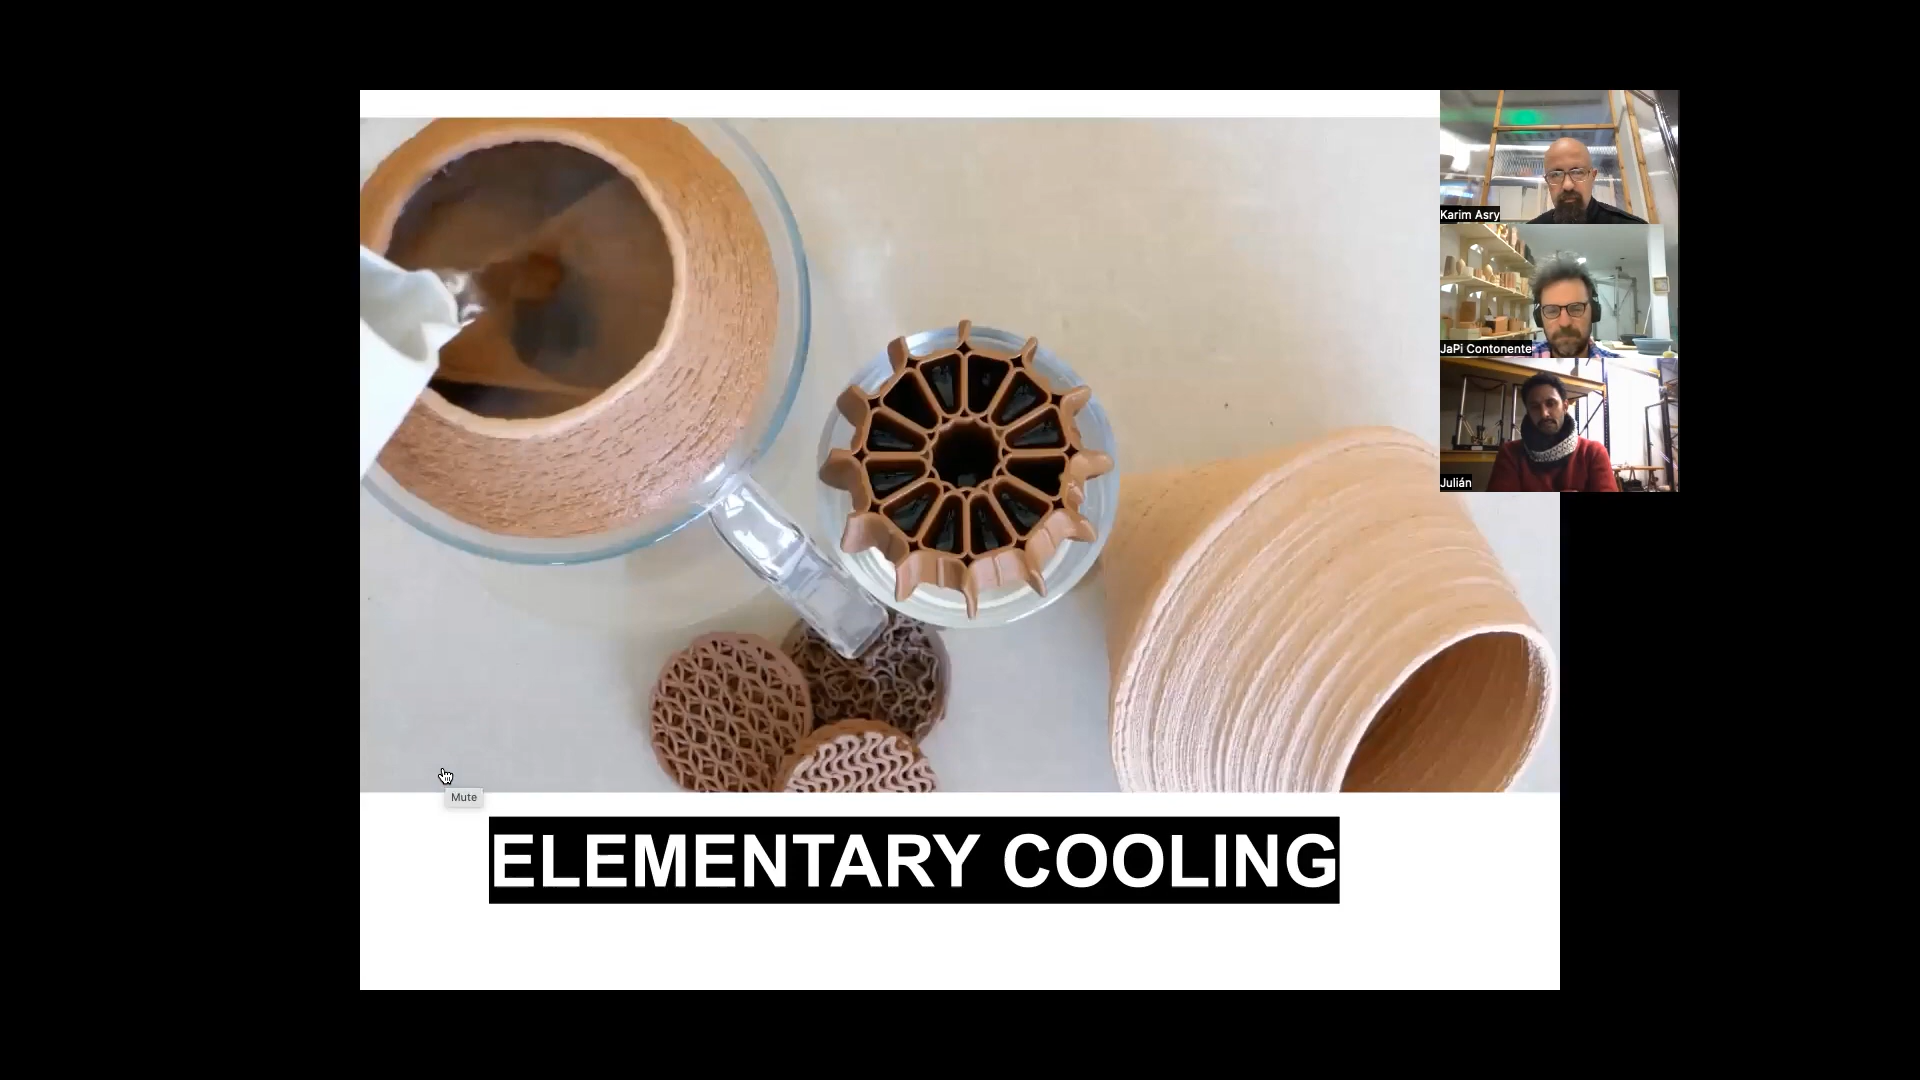 Karim Asry
JaPi Contonente
Julián
Mute
ELEMENTARY COOLING